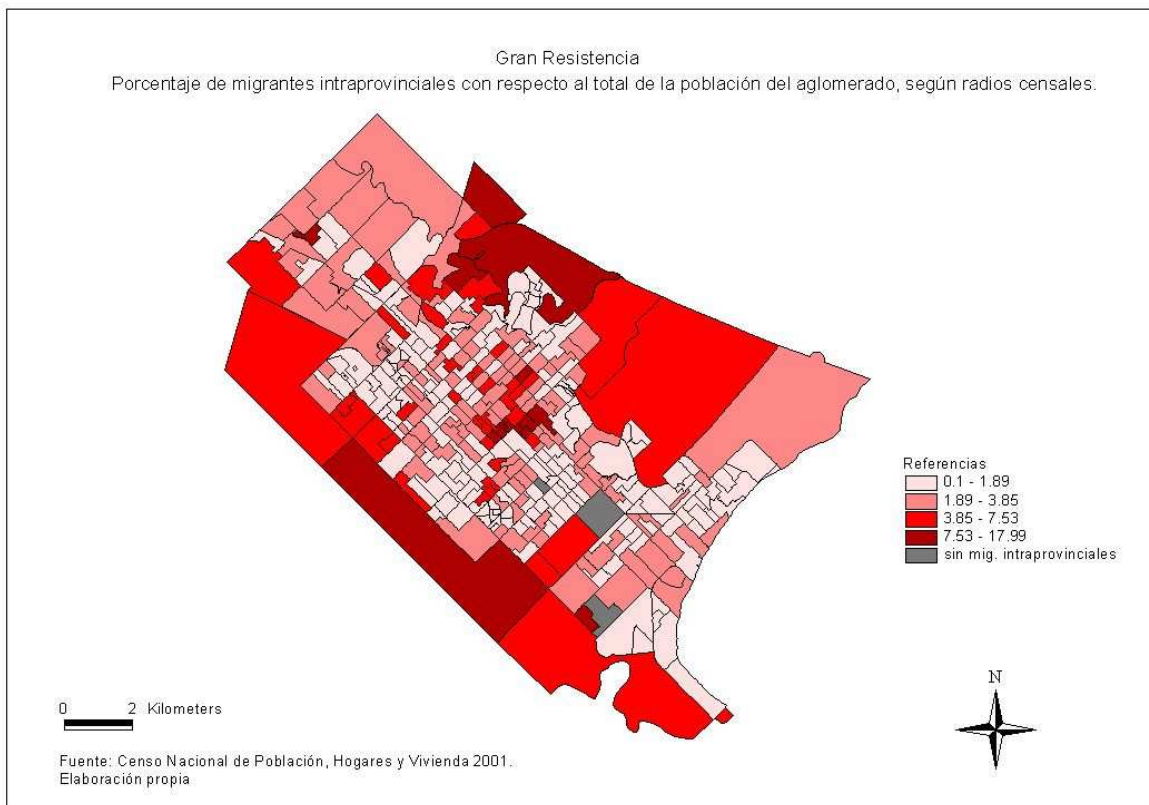 Gran Resistencia
Porcentaje de migrantes intraprovinciales con respecto al total de la población del aglomerado, según radios censales.
Referencias
0.1 - 1.89
1.89 - 3.85
3.85 - 7.53
7.53 - 17.99
sin mig. intraprovinciales
N
0 2 Kilometers
Fuente: Censo Nacional de Población, Hogares y Vivienda 2001.
Elaboración propia